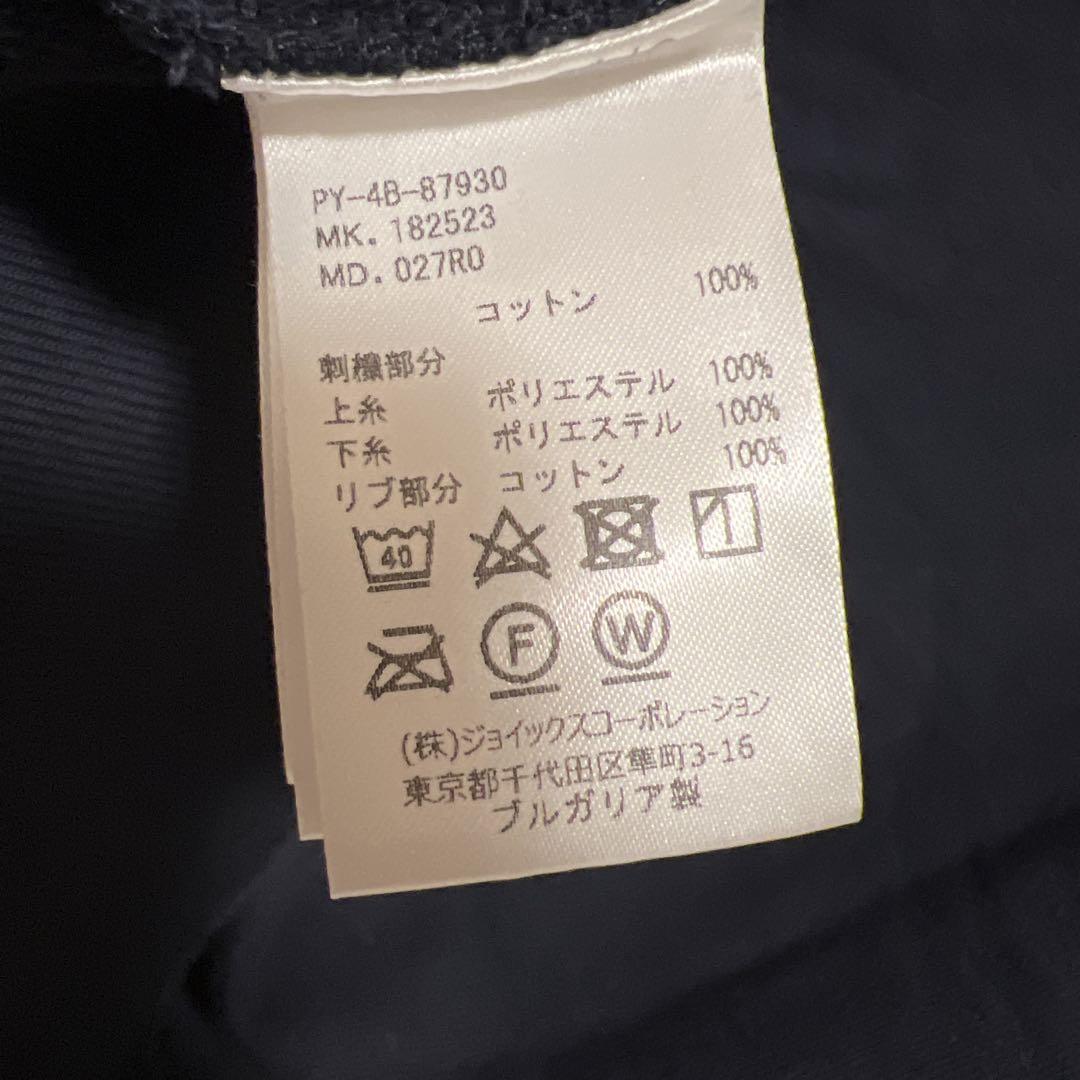 PY-4B-87930
MK. 182523
MD. 027R0
コットン 100%
刺繍部分
上糸 ポリエステル 100%
下糸 ポリエステル 100%
リブ部分 コットン 100%
40
F W
(株)ジョイックスコーポレーション
東京都千代田区隼町3-16
ブルガリア製